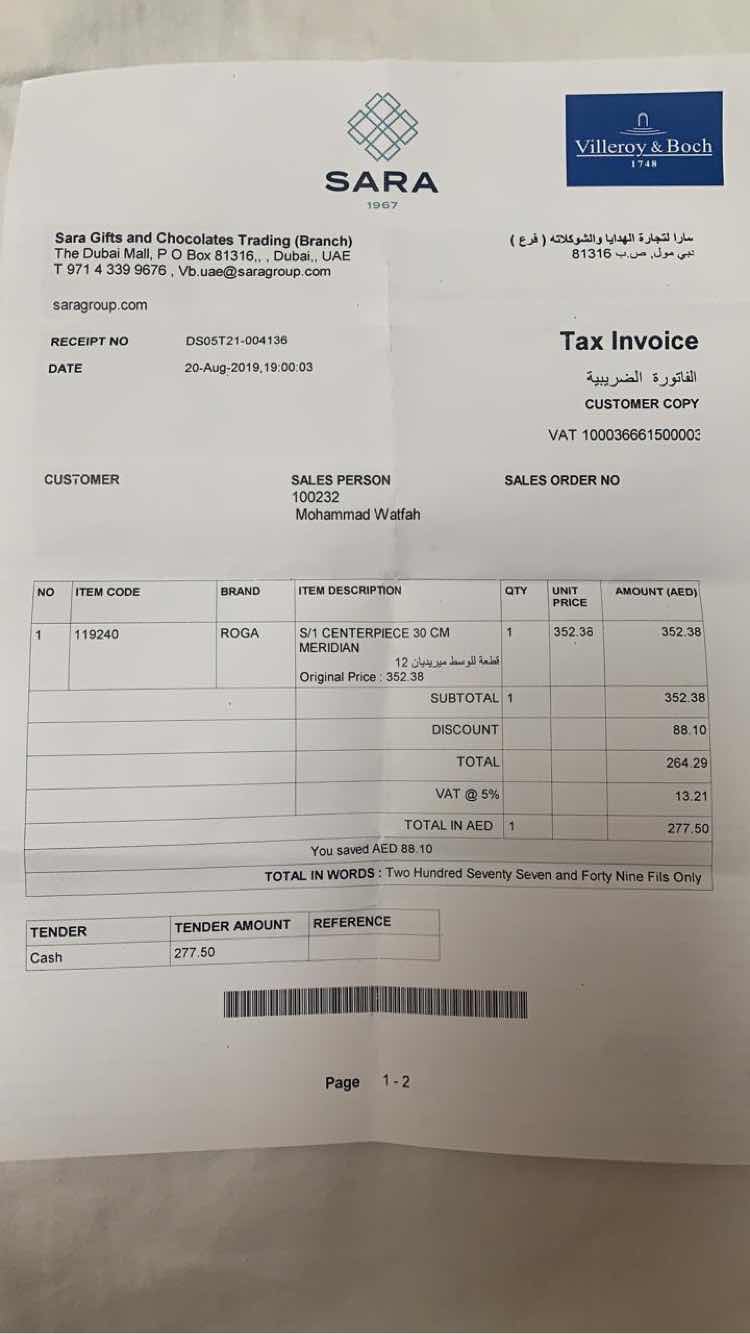 SARA
1967
Villeroy & Boch
1748
Sara Gifts and Chocolates Trading (Branch)
The Dubai Mall, P O Box 81316,, , Dubai,, UAE
T 971 4 339 9676 , Vb.uae@saragroup.com
saragroup.com
سارا لتجارة الهدايا والشوكلاته ( فرع )
دبي مول, ص.ب 81316
RECEIPT NO DS05T21-004136
DATE 20-Aug-2019,19:00:03
Tax Invoice
الفاتورة الضريبية
CUSTOMER COPY
VAT 100036661500003
CUSTOMER SALES PERSON SALES ORDER NO
100232
Mohammad Watfah
NO ITEM CODE BRAND ITEM DESCRIPTION QTY UNIT PRICE AMOUNT (AED)
1 119240 ROGA S/1 CENTERPIECE 30 CM 1 352.38 352.38
MERIDIAN
قطعة للوسط ميريديان 12
Original Price : 352.38
SUBTOTAL 1 352.38
DISCOUNT 88.10
TOTAL 264.29
VAT @ 5% 13.21
TOTAL IN AED 1 277.50
You saved AED 88.10
TOTAL IN WORDS : Two Hundred Seventy Seven and Forty Nine Fils Only
TENDER TENDER AMOUNT REFERENCE
Cash 277.50
Page 1 - 2